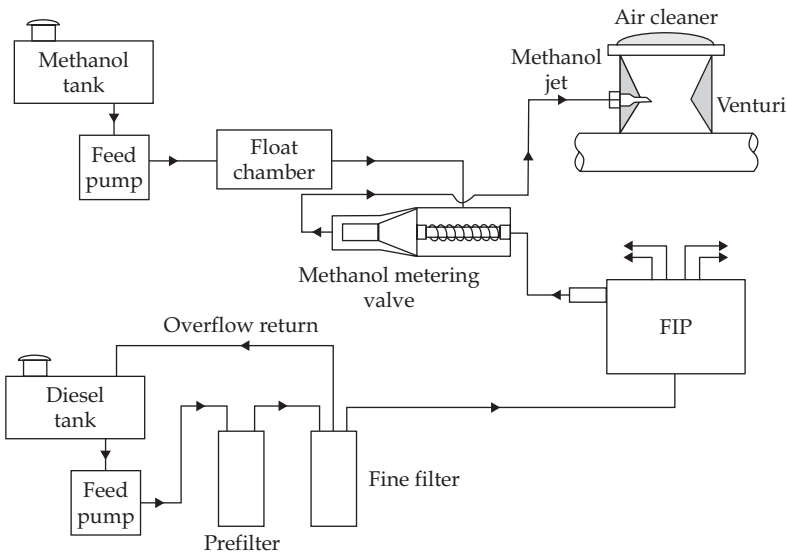 Air cleaner
Methanol
tank
Methanol
jet
Venturi
Feed
pump
Float
chamber
Methanol metering
valve
FIP
Overflow return
Diesel
tank
Feed
pump
Prefilter
Fine filter